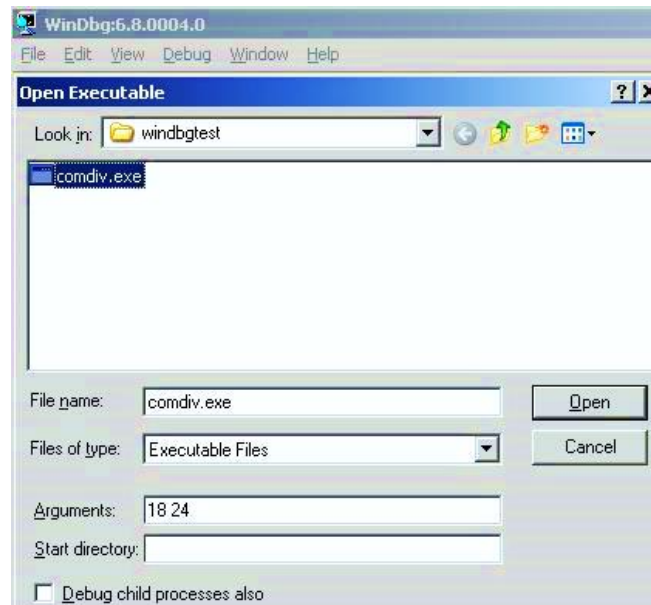 WinDbg:6.8.0004.0
File Edit View Debug Window Help
Open Executable
Look in: windbgtest
comdiv.exe
File name: comdiv.exe Open
Files of type: Executable Files Cancel
Arguments: 18 24
Start directory:
Debug child processes also